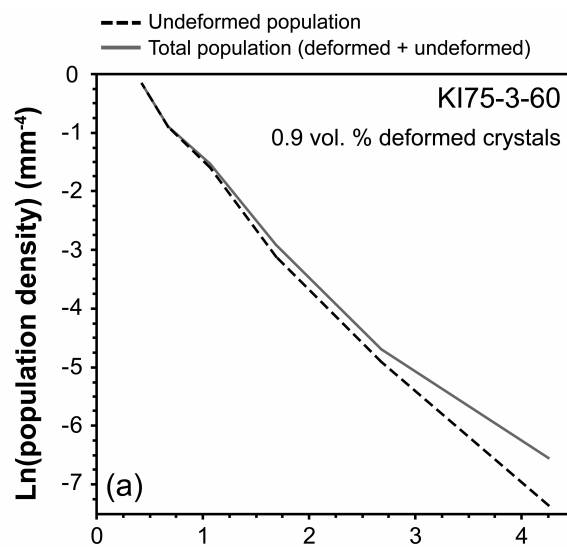 Undeformed population
Total population (deformed + undeformed)
KI75-3-60
0.9 vol. % deformed crystals
Ln(population density) (mm-4)
0
-1
-2
-3
-4
-5
-6
-7
(a)
0 1 2 3 4